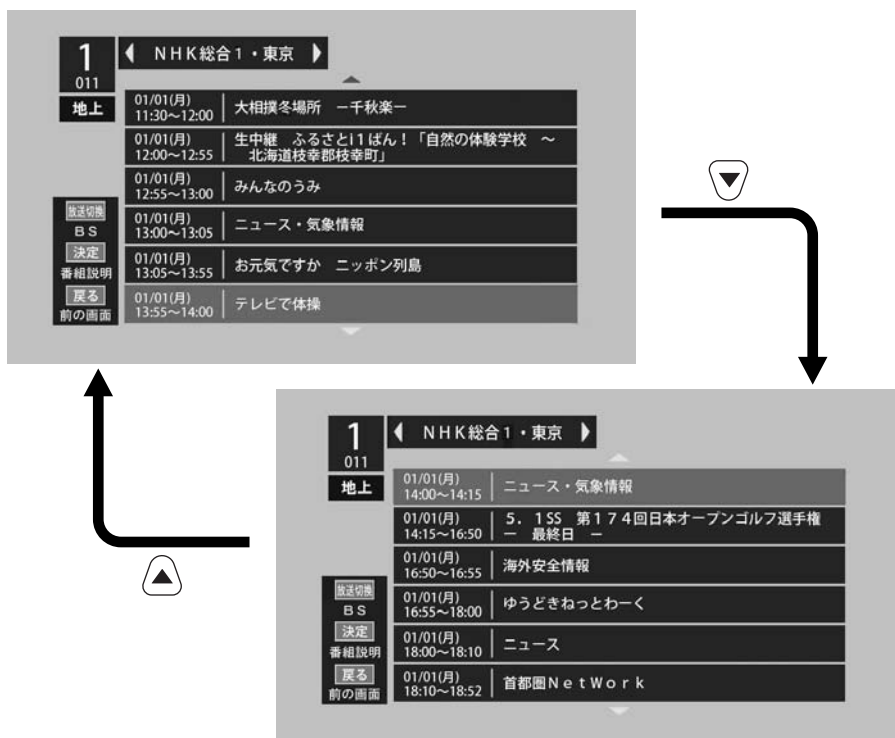 1
011
地上
NHK総合1・東京
01/01(月)
11:30～12:00
大相撲冬場所　ー千秋楽ー
01/01(月)
12:00～12:55
生中継　ふるさとi1ばん！「自然の体験学校　～
北海道枝幸郡枝幸町」
01/01(月)
12:55～13:00
みんなのうみ
01/01(月)
13:00～13:05
ニュース・気象情報
01/01(月)
13:05～13:55
お元気ですか　ニッポン列島
01/01(月)
13:55～14:00
テレビで体操
放送切換
BS
決定
番組説明
戻る
前の画面
1
011
地上
NHK総合1・東京
01/01(月)
14:00～14:15
ニュース・気象情報
01/01(月)
14:15～16:50
５．１SS　第１７４回日本オープンゴルフ選手権
ー　最終日　ー
01/01(月)
16:50～16:55
海外安全情報
01/01(月)
16:55～18:00
ゆうどきねっとわーく
01/01(月)
18:00～18:10
ニュース
01/01(月)
18:10～18:52
首都圏ＮｅｔＷｏｒｋ
放送切換
BS
決定
番組説明
戻る
前の画面